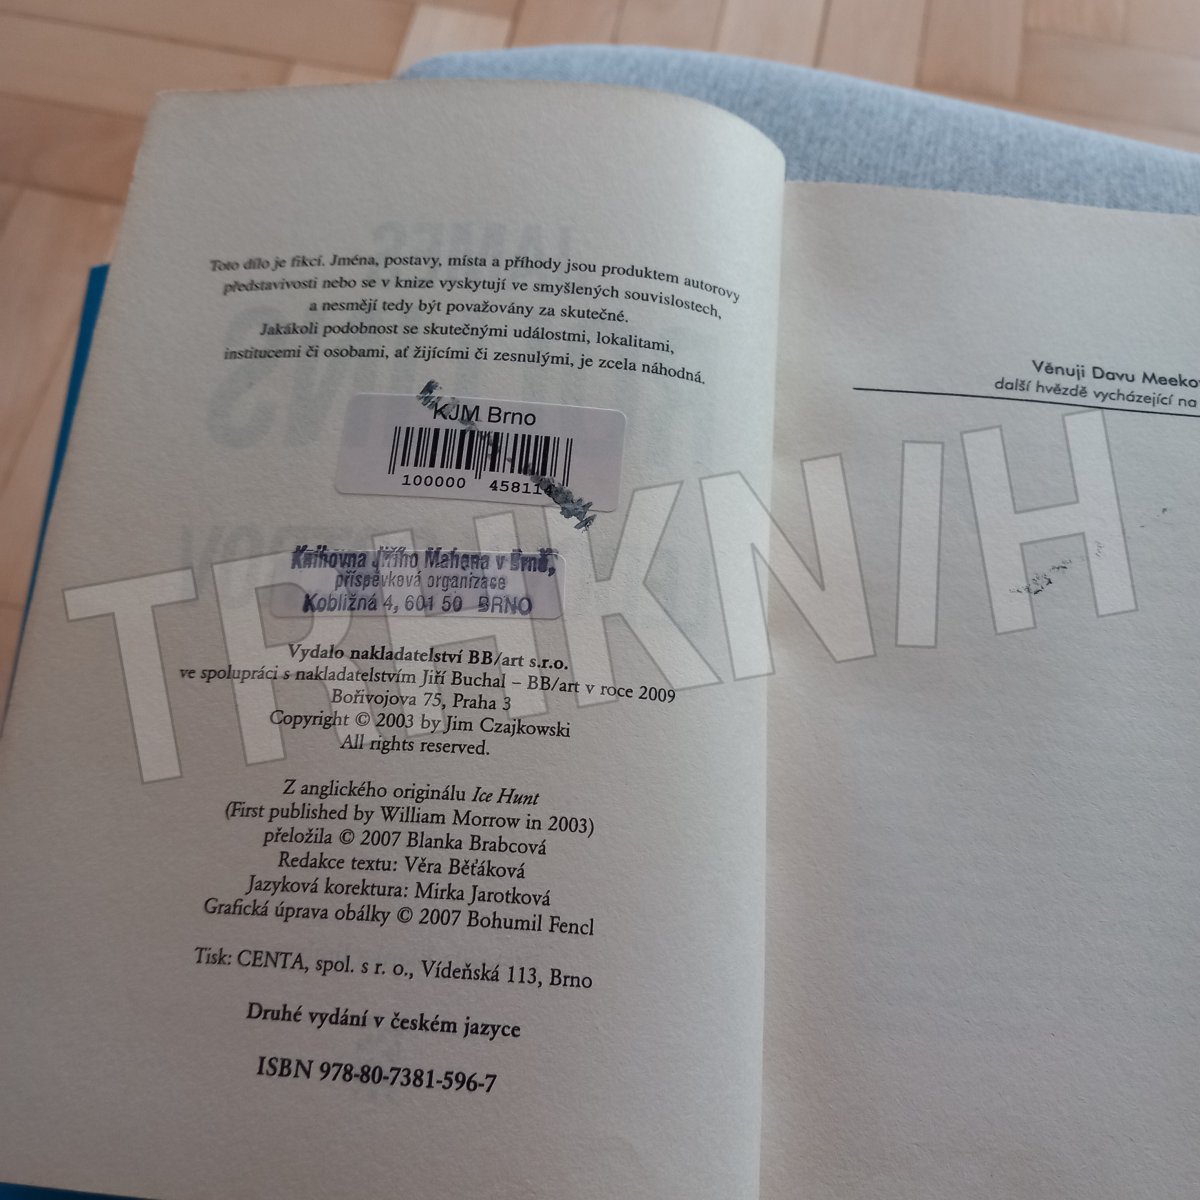 Toto dílo je fikcí. Jména, postavy, místa a příhody jsou produktem autorovy
představivosti nebo se v knize vyskytují ve smyšlených souvislostech,
a nesmějí tedy být považovány za skutečné.
Jakákoli podobnost se skutečnými událostmi, lokalitami,
institucemi či osobami, ať žijícími či zesnulými, je zcela náhodná.
KJM Brno
100000 458114
Knihovna Jiřího Mahena v Brně,
příspěvková organizace
Kobližná 4, 601 50 BRNO
Vydalo nakladatelství BB/art s.r.o.
ve spolupráci s nakladatelstvím Jiří Buchal – BB/art v roce 2009
Bořivojova 75, Praha 3
Copyright © 2003 by Jim Czajkowski
All rights reserved.
Z anglického originálu Ice Hunt
(First published by William Morrow in 2003)
přeložila © 2007 Blanka Brabcová
Redakce textu: Věra Běťáková
Jazyková korektura: Mirka Jarotková
Grafická úprava obálky © 2007 Bohumil Fencl
Tisk: CENTA, spol. s r. o., Vídeňská 113, Brno
Druhé vydání v českém jazyce
ISBN 978-80-7381-596-7
Věnuji Davu Meeko
další hvězdě vycházející na
TRHKNIH